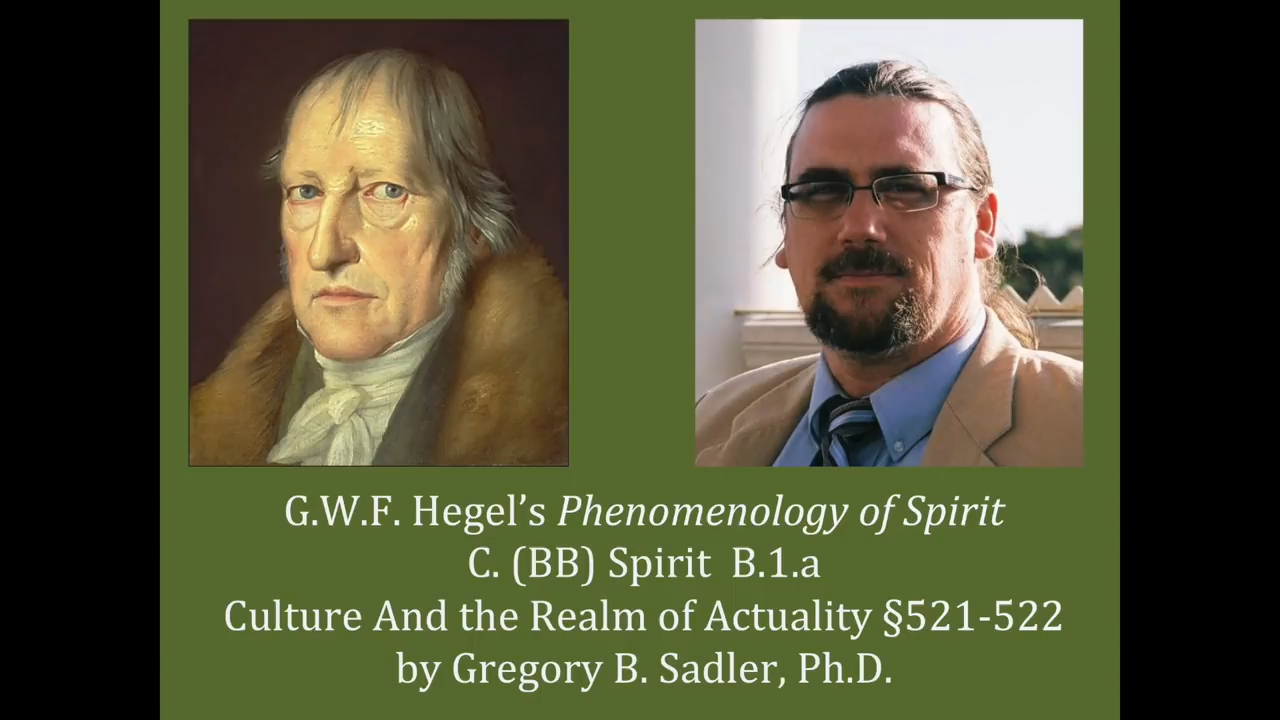 G.W.F. Hegel’s Phenomenology of Spirit
C. (BB) Spirit B.1.a
Culture And the Realm of Actuality §521-522
by Gregory B. Sadler, Ph.D.